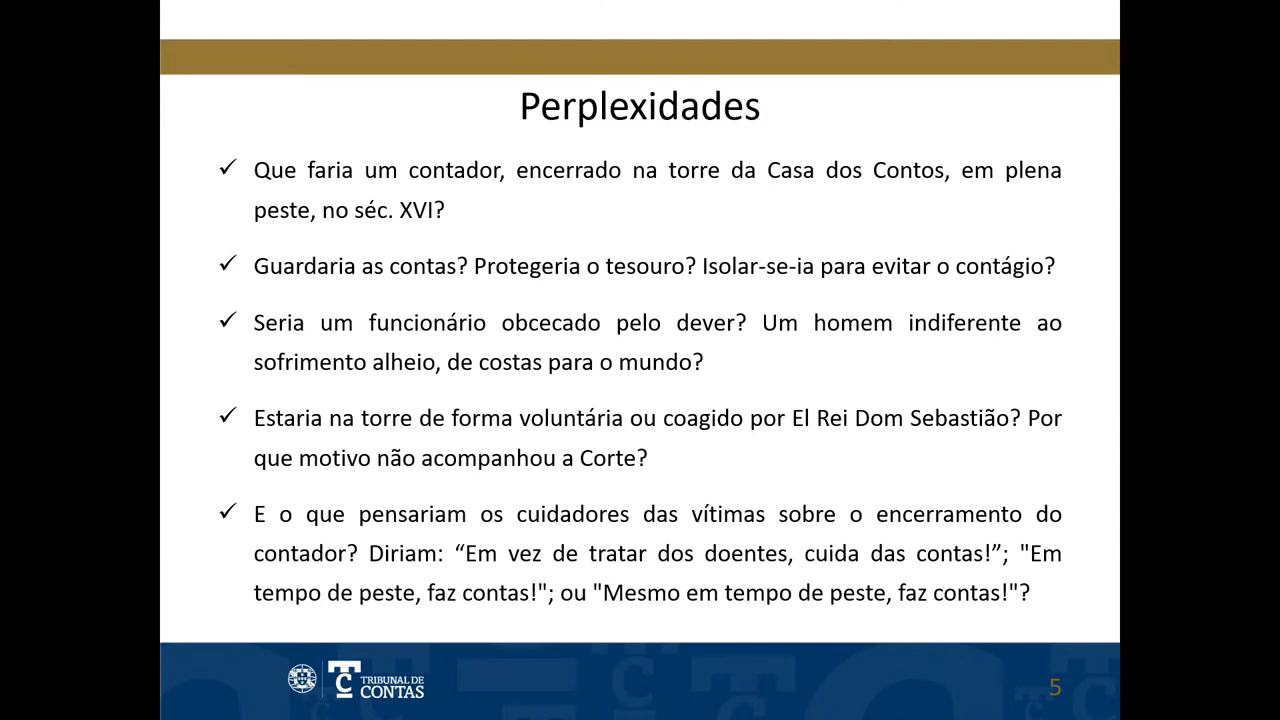 Perplexidades
✓ Que faria um contador, encerrado na torre da Casa dos Contos, em plena
peste, no séc. XVI?
✓ Guardaria as contas? Protegeria o tesouro? Isolar-se-ia para evitar o contágio?
✓ Seria um funcionário obcecado pelo dever? Um homem indiferente ao
sofrimento alheio, de costas para o mundo?
✓ Estaria na torre de forma voluntária ou coagido por El Rei Dom Sebastião? Por
que motivo não acompanhou a Corte?
✓ E o que pensariam os cuidadores das vítimas sobre o encerramento do
contador? Diriam: “Em vez de tratar dos doentes, cuida das contas!”; "Em
tempo de peste, faz contas!"; ou "Mesmo em tempo de peste, faz contas!"?
TC TRIBUNAL DE
CONTAS
5